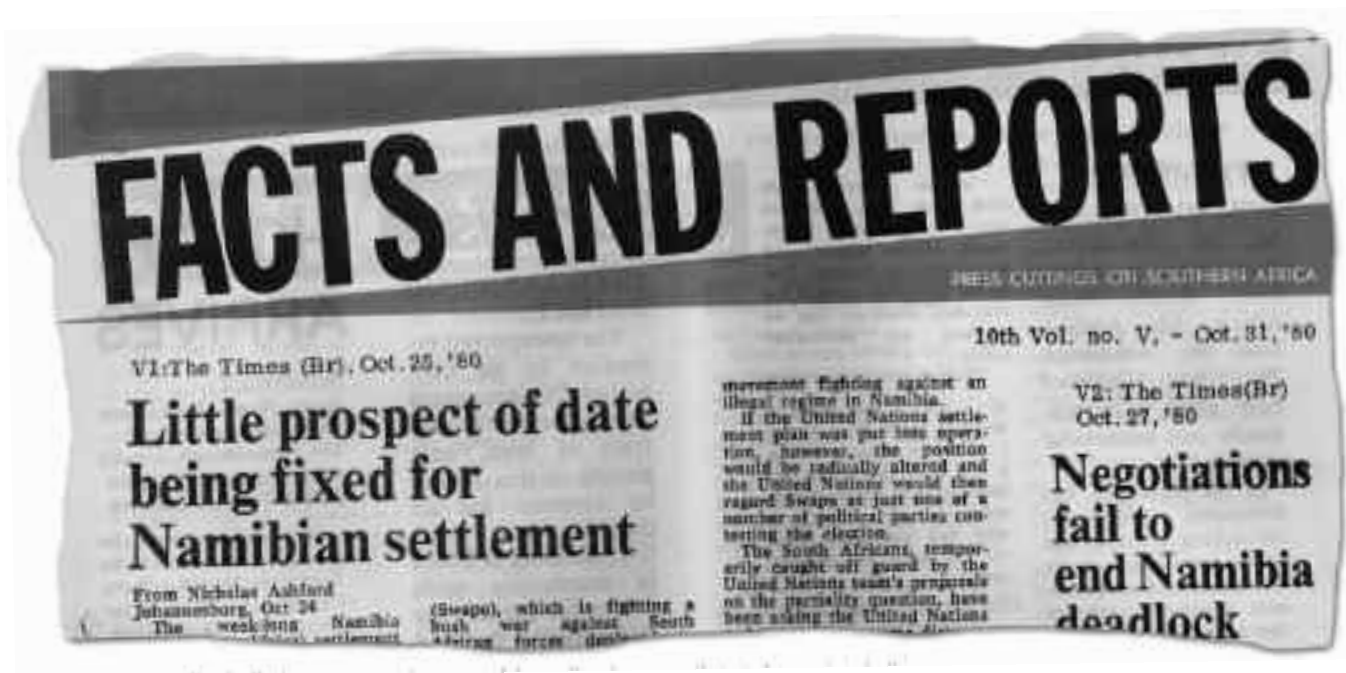 FACTS AND REPORTS
PRESS CUTTINGS ON SOUTHERN AFRICA
10th Vol. no. V, - Oct. 31, '80
V1:The Times (Br), Oct. 25, '80
Little prospect of date
being fixed for
Namibian settlement
From Nicholas Ashford
Johannesburg, Oct 24
The week-long Namibia
settlement
(Swapo), which is fighting a
bush war against South
African forces
movement fighting against an
illegal regime in Namibia.
If the United Nations settle-
ment plan was put into opera-
tion, however, the position
would be radically altered and
the United Nations would then
regard Swapo as just one of a
number of political parties con-
testing the election.
The South Africans, tempor-
arily caught off guard by the
United Nations team's proposals
on the partiality question, have
been asking the United Nations
V2: The Times(Br)
Oct. 27, '80
Negotiations
fail to
end Namibia
deadlock